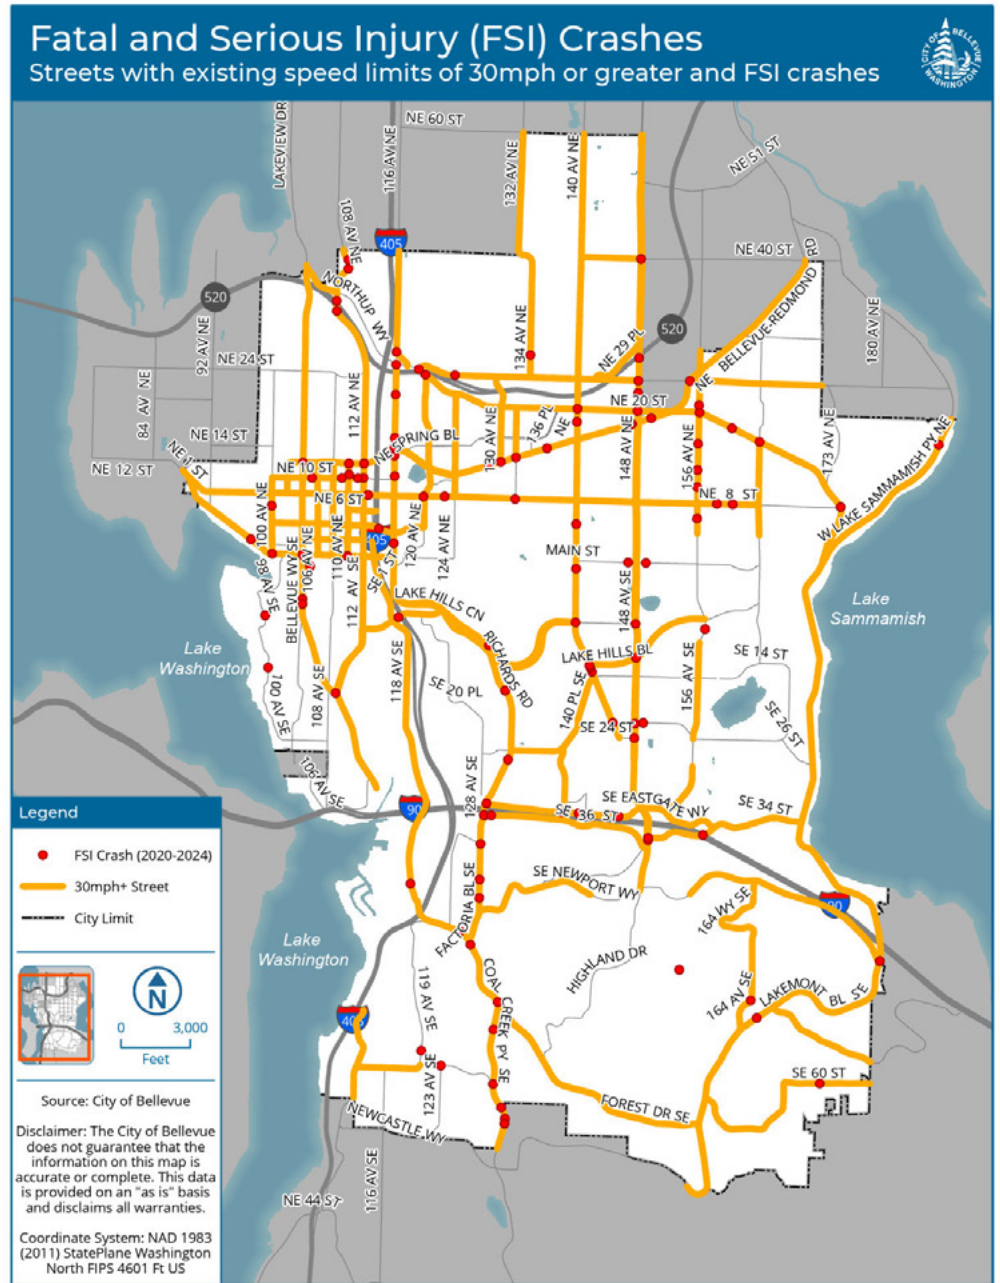 Fatal and Serious Injury (FSI) Crashes
Streets with existing speed limits of 30mph or greater and FSI crashes
CITY OF BELLEVUE
WASHINGTON
LAKEVIEW DR
116 AV NE
NE 60 ST
132 AV NE
140 AV NE
NE 51 ST
108 AV NE
405
NE 40 ST
NE BELLEVUE-REDMOND RD
NORTHUP WY
520
92 AV NE
134 AV NE
NE 29 PL
520
180 AV NE
NE 24 ST
84 AV NE
112 AV NE
NE 20 ST
NE 14 ST
NE 12 ST
NE 1 ST
NE SPRING BL
130 AV NE
136 PL NE
148 AV NE
156 AV NE
173 AV NE
W LAKE SAMMAMISH PY NE
NE 10 ST
NE 6 ST
NE 8 ST
100 AV NE
106 AV NE
110 AV NE
405
120 AV NE
124 AV NE
MAIN ST
98 AV SE
BELLEVUE WY SE
112 AV SE
SE 1 ST
LAKE HILLS CN
148 AV SE
Lake
Sammamish
Lake
Washington
RICHARDS RD
LAKE HILLS BL
SE 14 ST
100 AV SE
108 AV SE
118 AV SE
SE 20 PL
140 PL SE
156 AV SE
SE 24 ST
SE 26 ST
106 AV SE
90
128 AV SE
SE EASTGATE WY
SE 36 ST
SE 34 ST
Legend
FSI Crash (2020-2024)
30mph+ Street
City Limit
FACTORIA BL SE
SE NEWPORT WY
164 WY SE
90
Lake
Washington
HIGHLAND DR
N
0 3,000
Feet
405
119 AV SE
COAL CREEK PY SE
164 AV SE
LAKEMONT BL SE
123 AV SE
SE 60 ST
FOREST DR SE
NEWCASTLE WY
116 AV SE
NE 44 ST
Source: City of Bellevue
Disclaimer: The City of Bellevue
does not guarantee that the
information on this map is
accurate or complete. This data
is provided on an "as is" basis
and disclaims all warranties.
Coordinate System: NAD 1983
(2011) StatePlane Washington
North FIPS 4601 Ft US